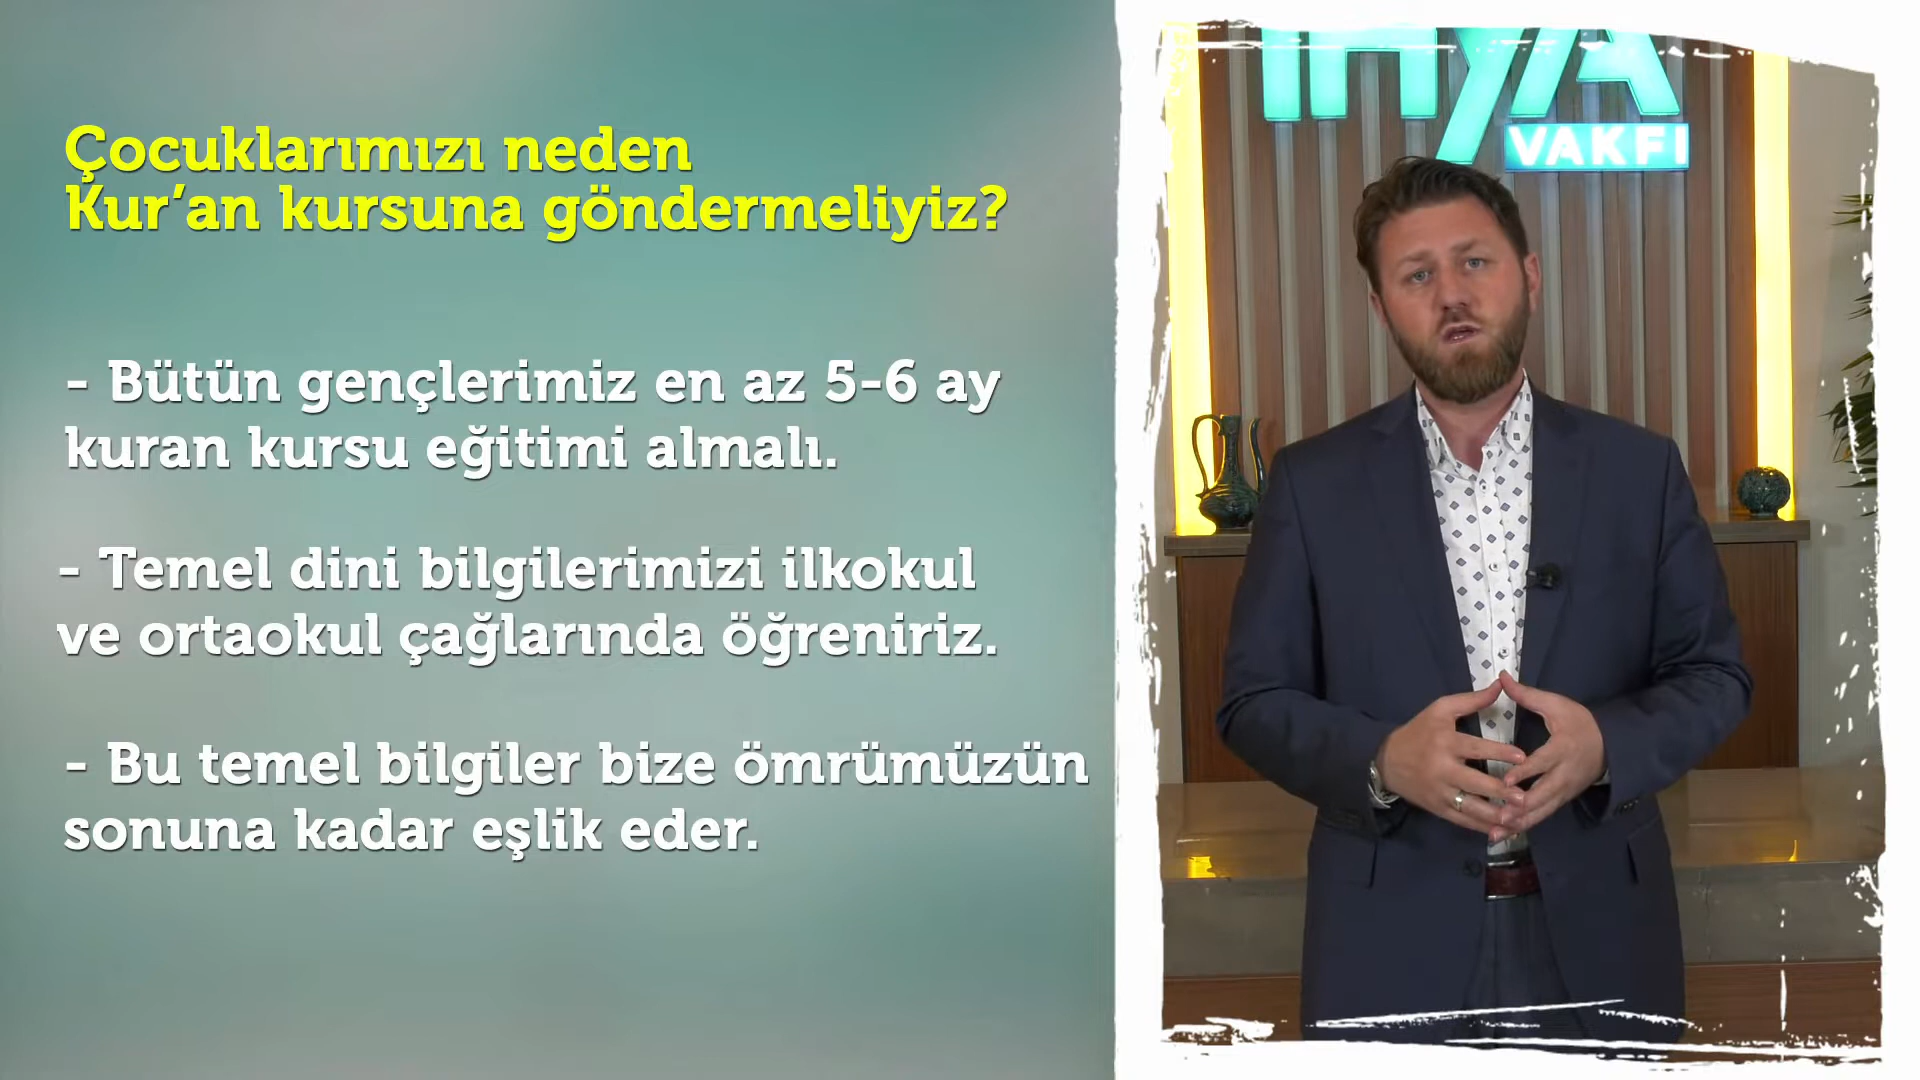 Çocuklarımızı neden
Kur’an kursuna göndermeliyiz?
- Bütün gençlerimiz en az 5-6 ay
kuran kursu eğitimi almalı.
- Temel dini bilgilerimizi ilkokul
ve ortaokul çağlarında öğreniriz.
- Bu temel bilgiler bize ömrümüzün
sonuna kadar eşlik eder.
İHYA
VAKFI